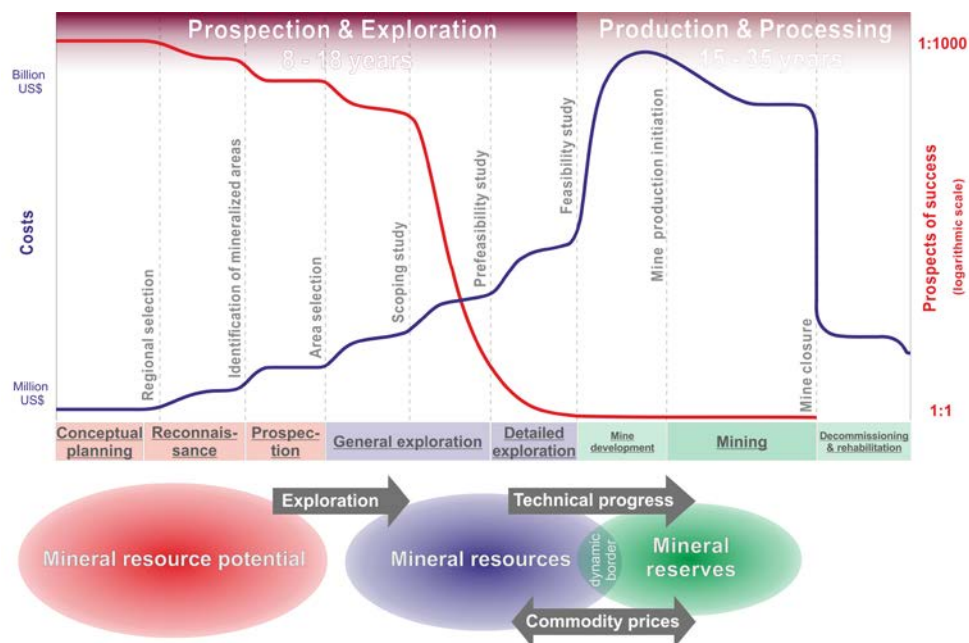 Prospection & Exploration
8 - 18 years
Production & Processing
15 - 35 years
Billion
US$
Costs
Million
US$
1:1000
Prospects of success
(logarithmic scale)
1:1
Regional selection
Identification of mineralized areas
Area selection
Scoping study
Prefeasibility study
Feasibility study
Mine production initiation
Mine closure
Conceptual
planning
Reconnais-
sance
Prospec-
tion
General exploration
Detailed
exploration
Mine
development
Mining
Decommissioning
& rehabilitation
Exploration
Technical progress
Mineral resource potential
Mineral resources
dynamic
border
Mineral
reserves
Commodity prices